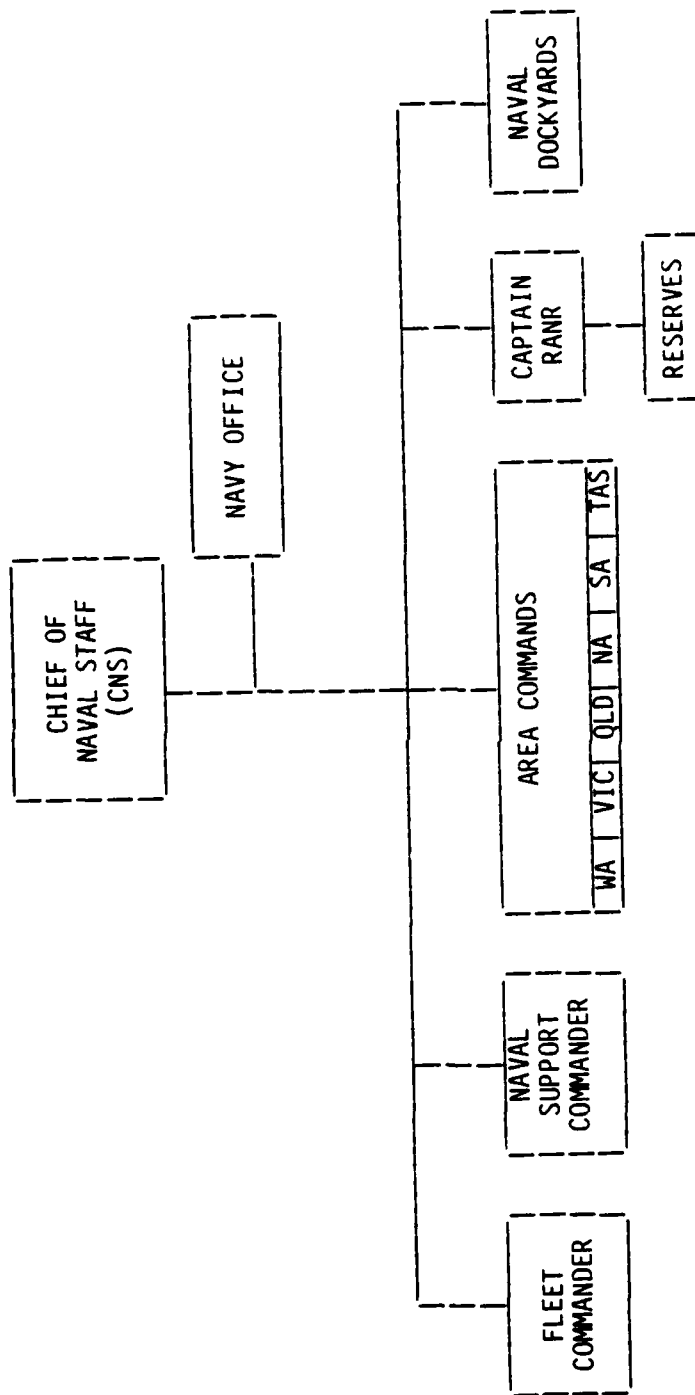 CHIEF OF
NAVAL STAFF
(CNS)
NAVY OFFICE
FLEET
COMMANDER
NAVAL
SUPPORT
COMMANDER
AREA COMMANDS
WA | VIC| QLD| NA | SA | TAS
CAPTAIN
RANR
RESERVES
NAVAL
DOCKYARDS